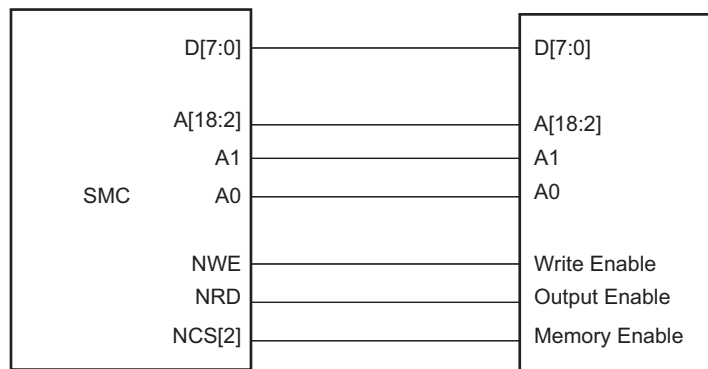 D[7:0] D[7:0]
A[18:2] A[18:2]
A1 A1
SMC A0 A0
NWE Write Enable
NRD Output Enable
NCS[2] Memory Enable